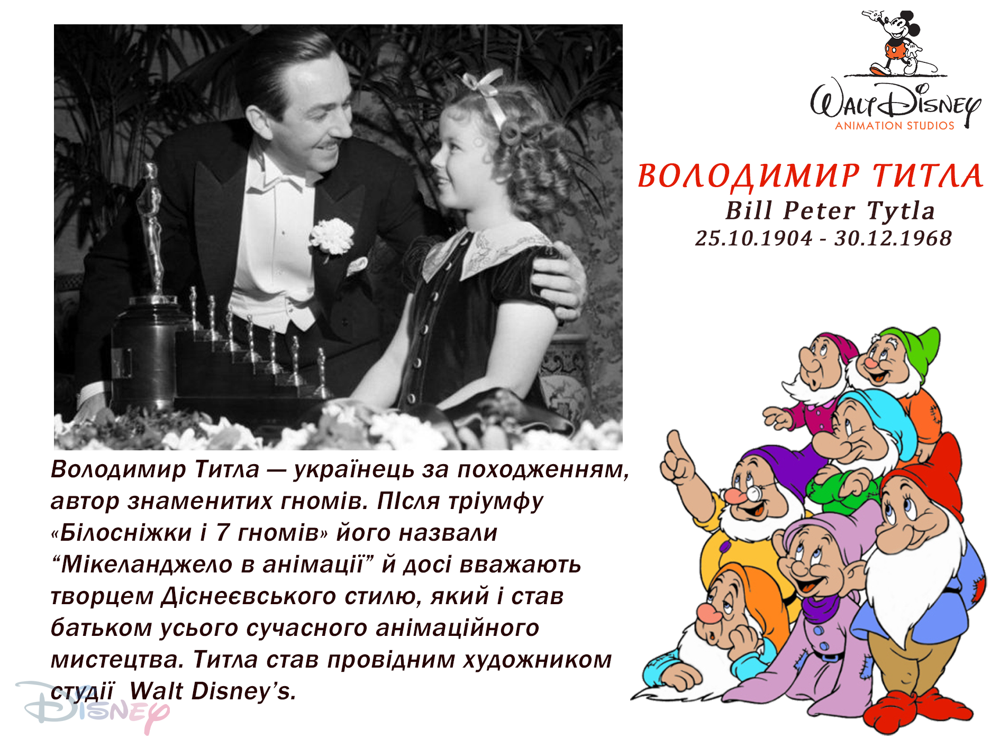 WALT DISNEY
ANIMATION STUDIOS
ВОЛОДИМИР ТИТЛА
Bill Peter Tytla
25.10.1904 - 30.12.1968
Володимир Титла — українець за походженням,
автор знаменитих гномів. ПІсля тріумфу
«Білосніжки і 7 гномів» його назвали
“Мікеланджело в анімації” й досі вважають
творцем Діснеєвського стилю, який і став
батьком усього сучасного анімаційного
мистецтва. Титла став провідним художником
студії Walt Disney’s.
DISNEY